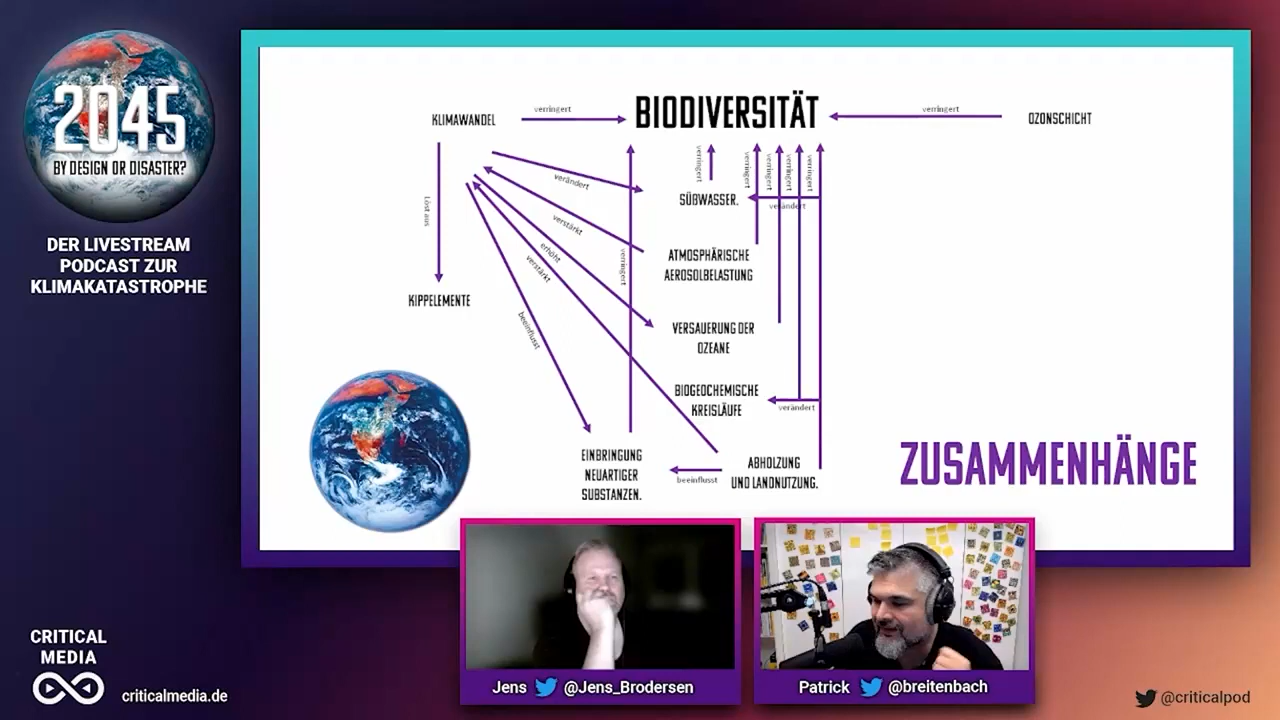 2045
BY DESIGN OR DISASTER?
DER LIVESTREAM
PODCAST ZUR
KLIMAKATASTROPHE
KLIMAWANDEL
verringert
BIODIVERSITÄT
verringert
OZONSCHICHT
verringert
verringert
verringert
verringert
verringert
verändert
SÜßWASSER.
verändert
Löst aus
verstärkt
ATMOSPHÄRISCHE
AEROSOLBELASTUNG
erhöht
verstärkt
verringert
KIPPELEMENTE
beeinflusst
VERSAUERUNG DER
OZEANE
BIOGEOCHEMISCHE
KREISLÄUFE
verändert
EINBRINGUNG
NEUARTIGER
SUBSTANZEN.
beeinflusst
ABHOLZUNG
UND LANDNUTZUNG.
ZUSAMMENHÄNGE
CRITICAL
MEDIA
criticalmedia.de
Jens @Jens_Brodersen
Patrick @breitenbach
@criticalpod